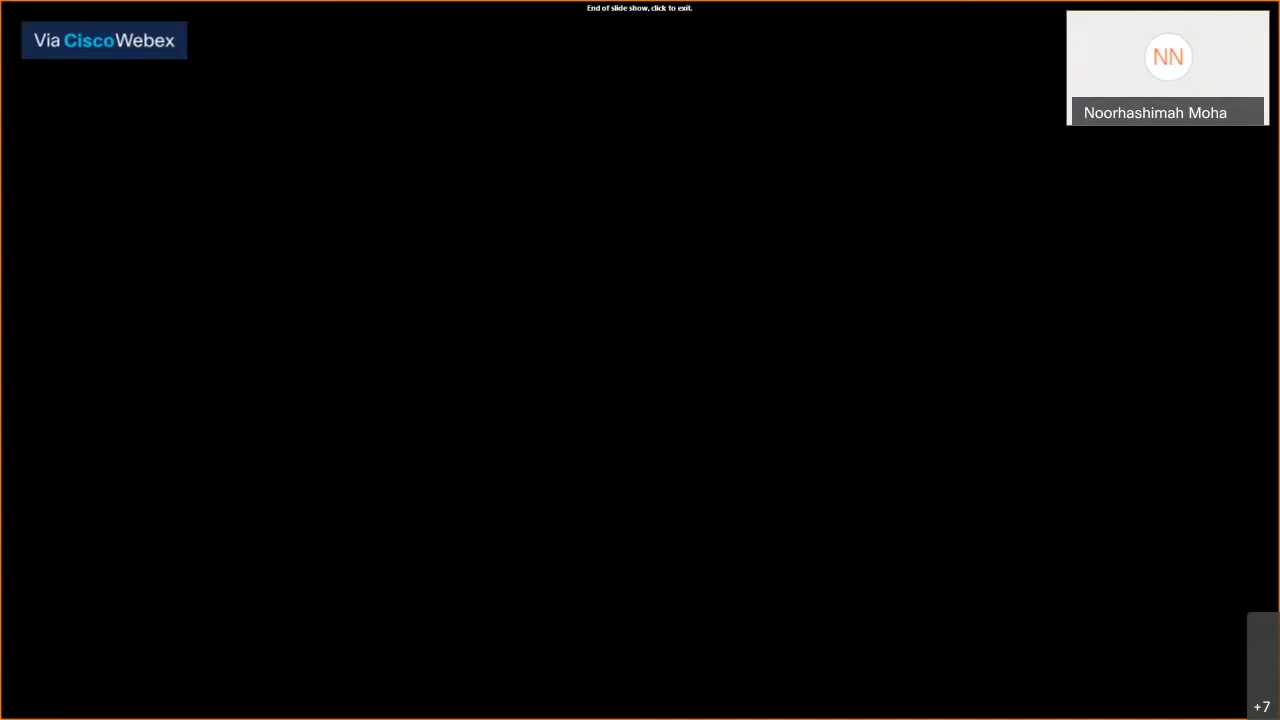 End of slide show, click to exit.
Via CiscoWebex
NN
Noorhashimah Moha
+7